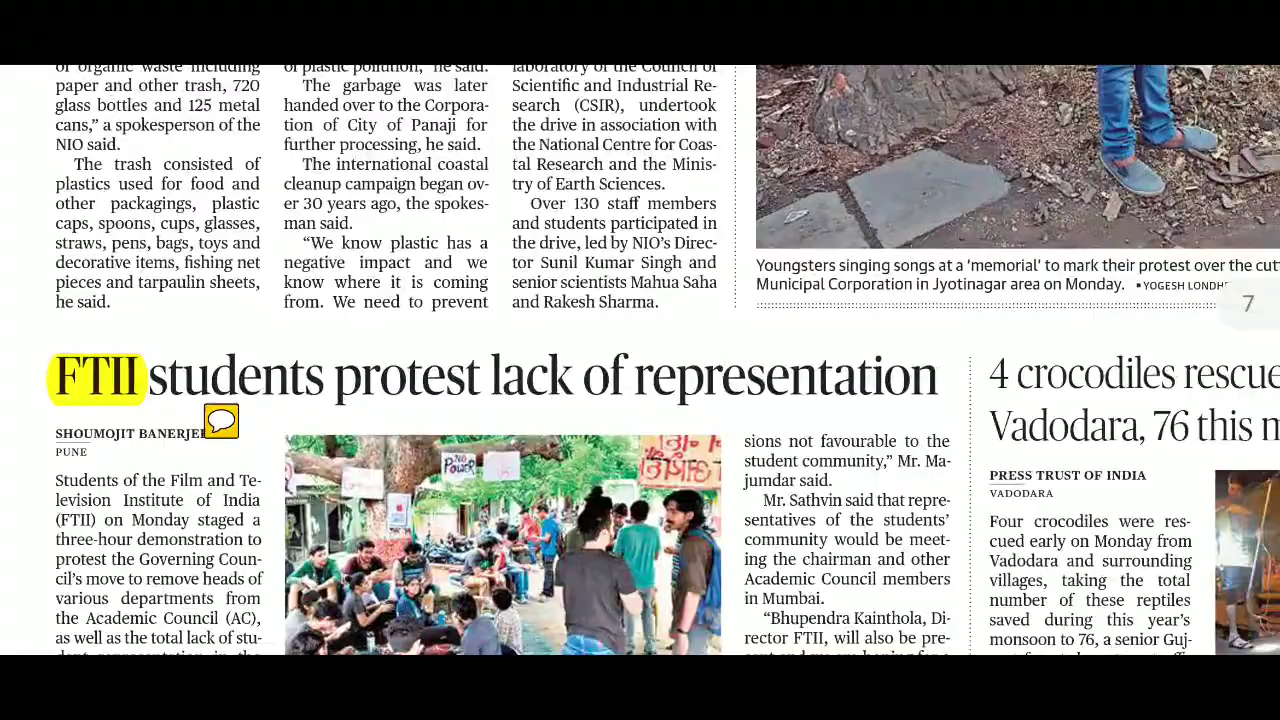 of organic waste including
paper and other trash, 720
glass bottles and 125 metal
cans,” a spokesperson of the
NIO said.
The trash consisted of
plastics used for food and
other packagings, plastic
caps, spoons, cups, glasses,
straws, pens, bags, toys and
decorative items, fishing net
pieces and tarpaulin sheets,
he said.
of plastic pollution,” he said.
The garbage was later
handed over to the Corpora-
tion of City of Panaji for
further processing, he said.
The international coastal
cleanup campaign began ov-
er 30 years ago, the spokes-
man said.
“We know plastic has a
negative impact and we
know where it is coming
from. We need to prevent
laboratory of the Council of
Scientific and Industrial Re-
search (CSIR), undertook
the drive in association with
the National Centre for Coas-
tal Research and the Minis-
try of Earth Sciences.
Over 130 staff members
and students participated in
the drive, led by NIO’s Direc-
tor Sunil Kumar Singh and
senior scientists Mahua Saha
and Rakesh Sharma.
Youngsters singing songs at a ‘memorial’ to mark their protest over the cut
Municipal Corporation in Jyotinagar area on Monday. ▪ YOGESH LONDHE
7
FTII students protest lack of representation
SHOUMOJIT BANERJEE
PUNE
Students of the Film and Te-
levision Institute of India
(FTII) on Monday staged a
three-hour demonstration to
protest the Governing Coun-
cil’s move to remove heads of
various departments from
the Academic Council (AC),
as well as the total lack of stu-
dent representation in the
NO
POWER
sions not favourable to the
student community,” Mr. Ma-
jumdar said.
Mr. Sathvin said that repre-
sentatives of the students’
community would be meet-
ing the chairman and other
Academic Council members
in Mumbai.
“Bhupendra Kainthola, Di-
rector FTII, will also be pre-
4 crocodiles rescue
Vadodara, 76 this m
PRESS TRUST OF INDIA
VADODARA
Four crocodiles were res-
cued early on Monday from
Vadodara and surrounding
villages, taking the total
number of these reptiles
saved during this year’s
monsoon to 76, a senior Guj-